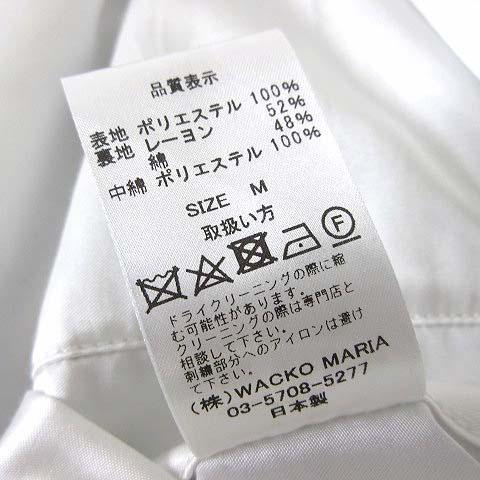 品質表示
表地 ポリエステル 100%
裏地 レーヨン 52%
綿 48%
中綿 ポリエステル 100%
SIZE M
取扱い方
F
ドライクリーニングの際に縮
む可能性があります。
クリーニングの際は専門店と
相談して下さい。
刺繍部分へのアイロンは避け
て下さい。
(株)WACKO MARIA
03-5708-5277
日本製